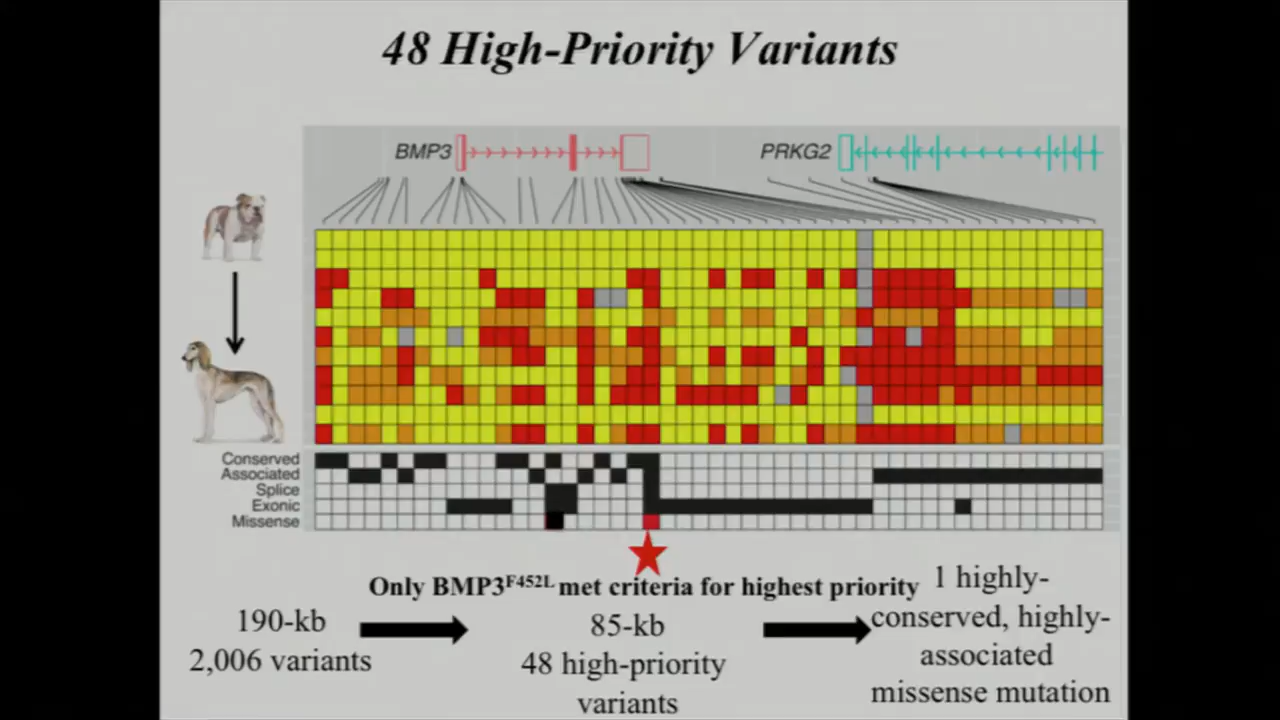 48 High-Priority Variants
BMP3
PRKG2
Conserved
Associated
Splice
Exonic
Missense
Only BMP3F452L met criteria for highest priority
190-kb
2,006 variants
85-kb
48 high-priority
variants
1 highly-
conserved, highly-
associated
missense mutation